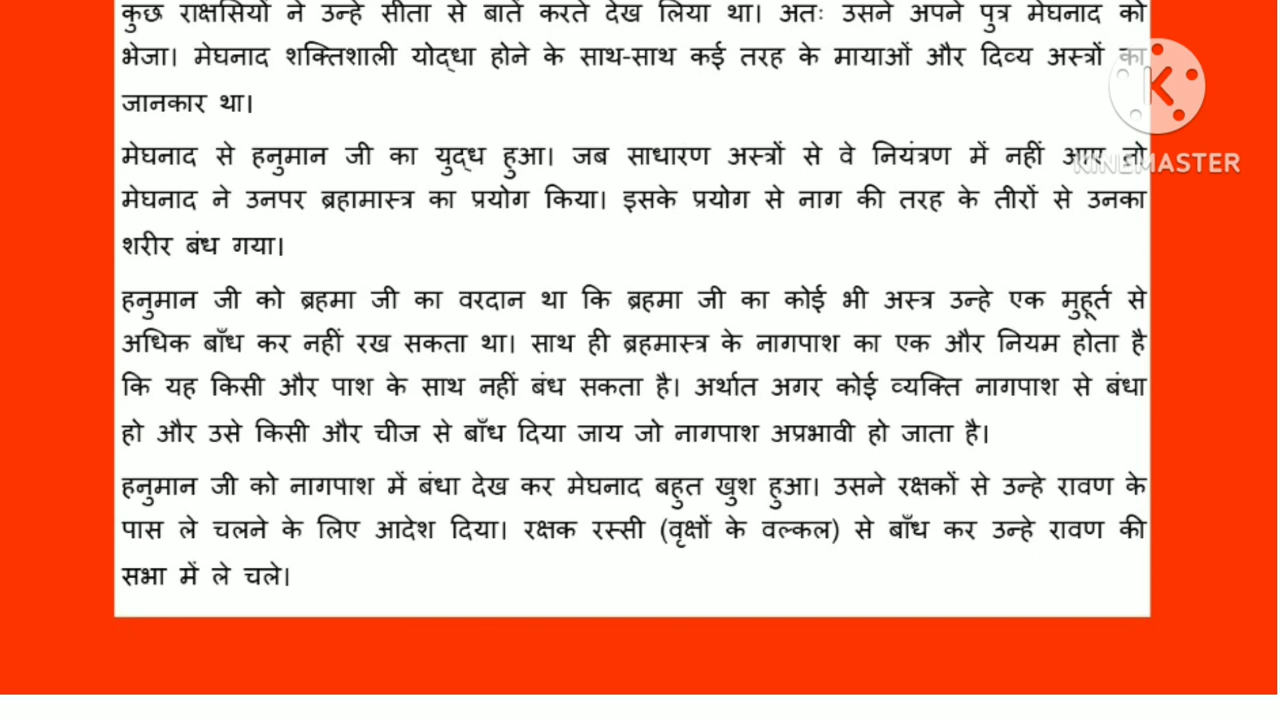 कुछ राक्षसियों ने उन्हे सीता से बातें करते देख लिया था। अतः उसने अपने पुत्र मेघनाद को
भेजा। मेघनाद शक्तिशाली योद्धा होने के साथ-साथ कई तरह के मायाओं और दिव्य अस्त्रों का
जानकार था।
मेघनाद से हनुमान जी का युद्ध हुआ। जब साधारण अस्त्रों से वे नियंत्रण में नहीं आए तो
KINEMASTER
मेघनाद ने उनपर ब्रहामास्त्र का प्रयोग किया। इसके प्रयोग से नाग की तरह के तीरों से उनका
शरीर बंध गया।
हनुमान जी को ब्रहमा जी का वरदान था कि ब्रहमा जी का कोई भी अस्त्र उन्हे एक मुहूर्त से
अधिक बाँध कर नहीं रख सकता था। साथ ही ब्रहमास्त्र के नागपाश का एक और नियम होता है
कि यह किसी और पाश के साथ नहीं बंध सकता है। अर्थात अगर कोई व्यक्ति नागपाश से बंधा
हो और उसे किसी और चीज से बाँध दिया जाय जो नागपाश अप्रभावी हो जाता है।
हनुमान जी को नागपाश में बंधा देख कर मेघनाद बहुत खुश हुआ। उसने रक्षकों से उन्हे रावण के
पास ले चलने के लिए आदेश दिया। रक्षक रस्सी (वृक्षों के वल्कल) से बाँध कर उन्हे रावण की
सभा में ले चले।